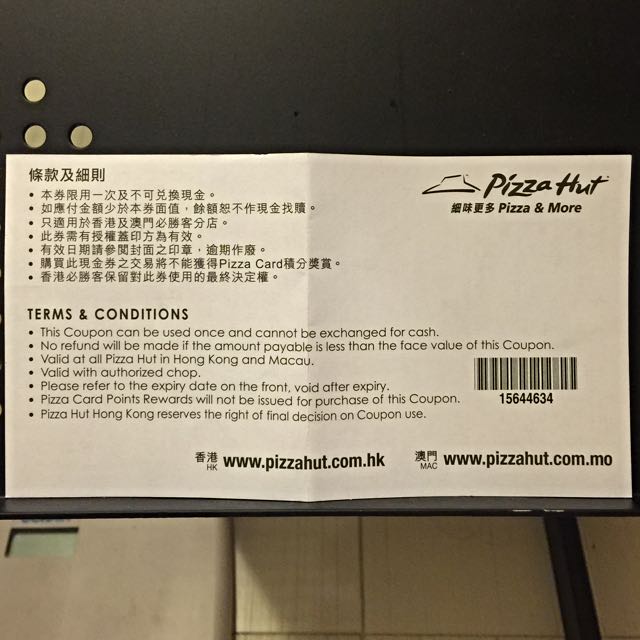 條款及細則
• 本券限用一次及不可兌換現金。
• 如應付金額少於本券面值，餘額恕不作現金找贖。
• 只適用於香港及澳門必勝客分店。
• 此券需有授權蓋印方為有效。
• 有效日期請參閱封面之印章，逾期作廢。
• 購買此現金券之交易將不能獲得Pizza Card積分獎賞。
• 香港必勝客保留對此券使用的最終決定權。
Pizza Hut
細味更多 Pizza & More
TERMS & CONDITIONS
• This Coupon can be used once and cannot be exchanged for cash.
• No refund will be made if the amount payable is less than the face value of this Coupon.
• Valid at all Pizza Hut in Hong Kong and Macau.
• Valid with authorized chop.
• Please refer to the expiry date on the front, void after expiry.
• Pizza Card Points Rewards will not be issued for purchase of this Coupon.
• Pizza Hut Hong Kong reserves the right of final decision on Coupon use.
15644634
香港 HK www.pizzahut.com.hk
澳門 MAC www.pizzahut.com.mo